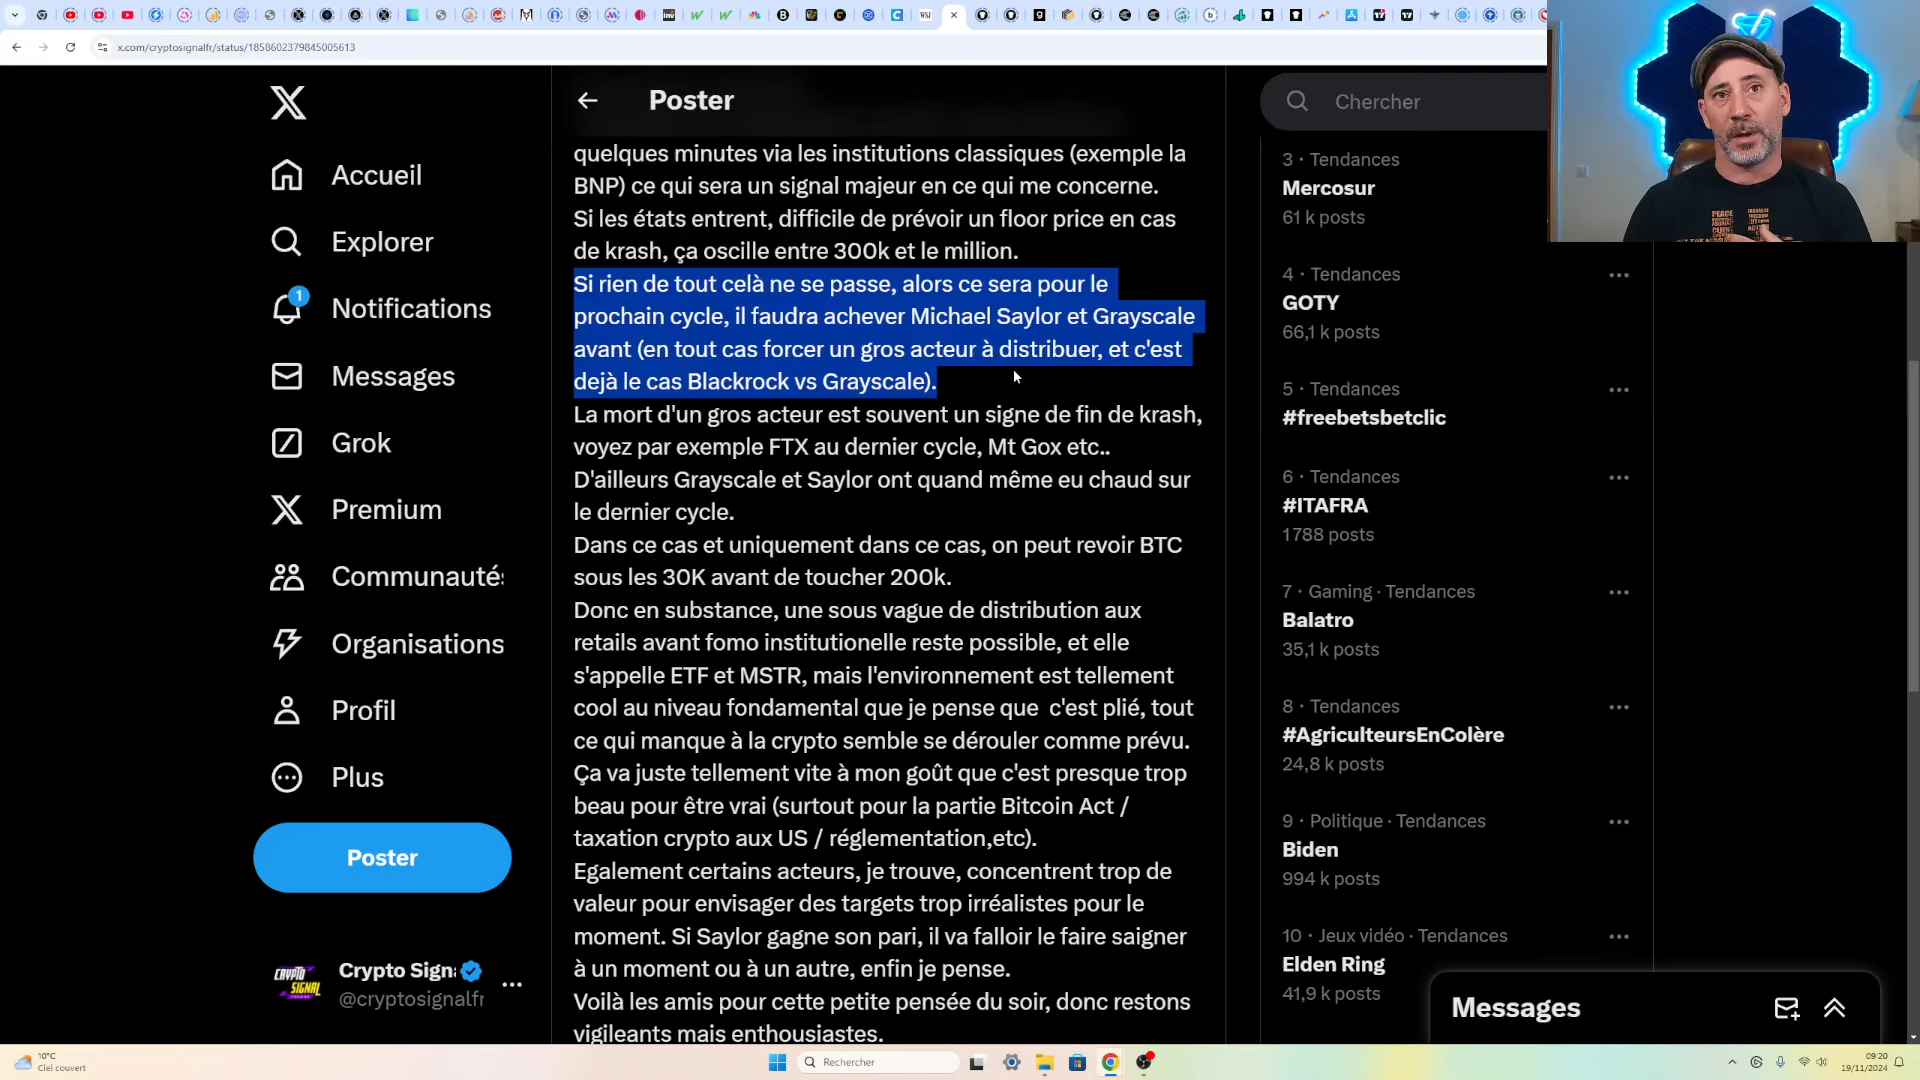 x.com/cryptosignalfr/status/1858602379845005613
Accueil
Explorer
1
Notifications
Messages
Grok
Premium
Communautés
Organisations
Profil
Plus
Poster
Crypto Sign
@cryptosignalfr
Poster
quelques minutes via les institutions classiques (exemple la
BNP) ce qui sera un signal majeur en ce qui me concerne.
Si les états entrent, difficile de prévoir un floor price en cas
de krash, ça oscille entre 300k et le million.
Si rien de tout celà ne se passe, alors ce sera pour le
prochain cycle, il faudra achever Michael Saylor et Grayscale
avant (en tout cas forcer un gros acteur à distribuer, et c'est
dejà le cas Blackrock vs Grayscale).
La mort d'un gros acteur est souvent un signe de fin de krash,
voyez par exemple FTX au dernier cycle, Mt Gox etc..
D'ailleurs Grayscale et Saylor ont quand même eu chaud sur
le dernier cycle.
Dans ce cas et uniquement dans ce cas, on peut revoir BTC
sous les 30K avant de toucher 200k.
Donc en substance, une sous vague de distribution aux
retails avant fomo institutionelle reste possible, et elle
s'appelle ETF et MSTR, mais l'environnement est tellement
cool au niveau fondamental que je pense que  c'est plié, tout
ce qui manque à la crypto semble se dérouler comme prévu.
Ça va juste tellement vite à mon goût que c'est presque trop
beau pour être vrai (surtout pour la partie Bitcoin Act /
taxation crypto aux US / réglementation,etc).
Egalement certains acteurs, je trouve, concentrent trop de
valeur pour envisager des targets trop irréalistes pour le
moment. Si Saylor gagne son pari, il va falloir le faire saigner
à un moment ou à un autre, enfin je pense.
Voilà les amis pour cette petite pensée du soir, donc restons
vigileants mais enthousiastes.
Chercher
3 · Tendances
Mercosur
61 k posts
4 · Tendances
GOTY
66,1 k posts
5 · Tendances
#freebetsbetclic
6 · Tendances
#ITAFRA
1 788 posts
7 · Gaming · Tendances
Balatro
35,1 k posts
8 · Tendances
#AgriculteursEnColère
24,8 k posts
9 · Politique · Tendances
Biden
994 k posts
10 · Jeux vidéo · Tendances
Elden Ring
41,9 k posts
Messages
10°C
Ciel couvert
Rechercher
09:20
19/11/2024